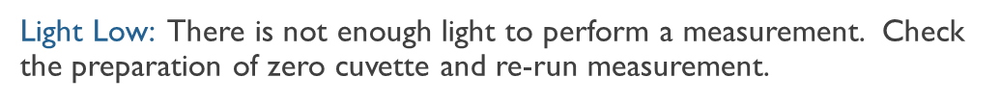 Light Low: There is not enough light to perform a measurement. Check
the preparation of zero cuvette and re-run measurement.